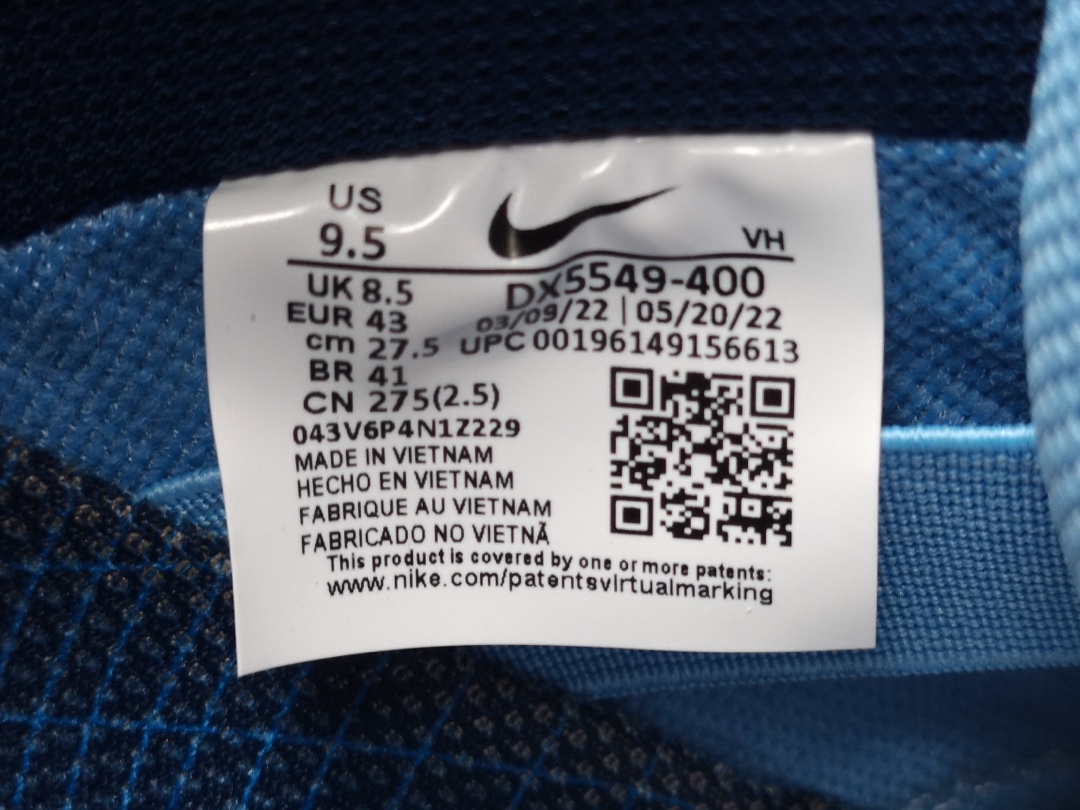 US
9.5
VH
UK 8.5
EUR 43
cm 27.5
BR 41
CN 275(2.5)
DX5549-400
03/09/22 | 05/20/22
UPC 00196149156613
043V6P4N1Z229
MADE IN VIETNAM
HECHO EN VIETNAM
FABRIQUE AU VIETNAM
FABRICADO NO VIETNÃ
This product is covered by one or more patents:
www.nike.com/patentsvirtualmarking